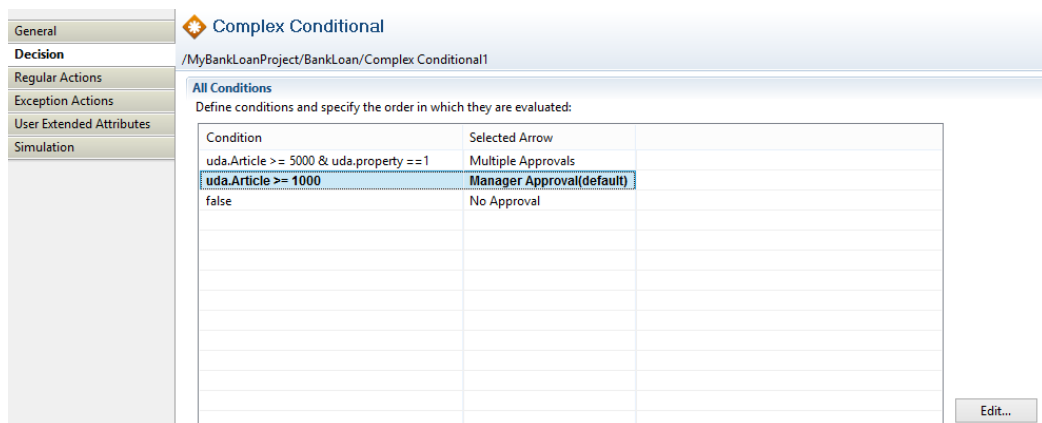 General
Decision
Regular Actions
Exception Actions
User Extended Attributes
Simulation
Complex Conditional
/MyBankLoanProject/BankLoan/Complex Conditional1
All Conditions
Define conditions and specify the order in which they are evaluated:
Condition Selected Arrow
uda.Article >= 5000 & uda.property ==1 Multiple Approvals
uda.Article >= 1000 Manager Approval(default)
false No Approval
Edit...